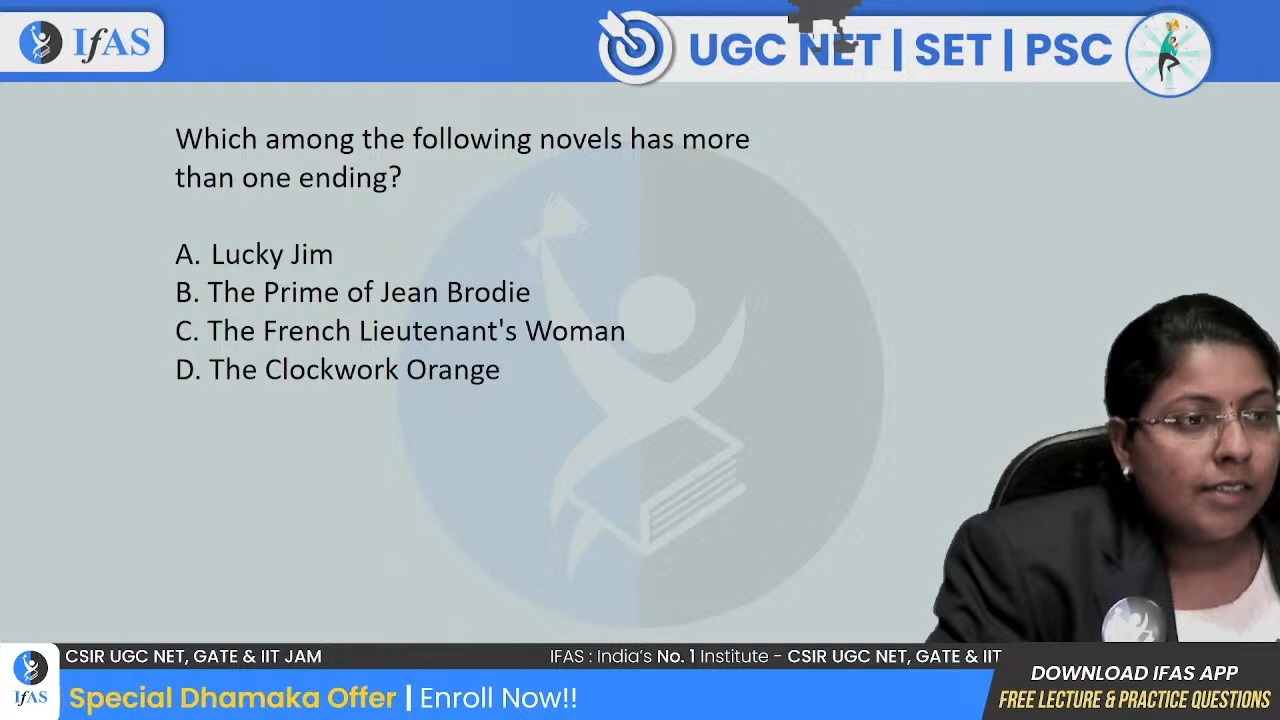 IfAS
UGC NET | SET | PSC
Which among the following novels has more
than one ending?
A. Lucky Jim
B. The Prime of Jean Brodie
C. The French Lieutenant's Woman
D. The Clockwork Orange
CSIR UGC NET, GATE & IIT JAM
IFAS : India's No. 1 Institute - CSIR UGC NET, GATE & IIT
DOWNLOAD IFAS APP
IfAS
Special Dhamaka Offer | Enroll Now!!
FREE LECTURE & PRACTICE QUESTIONS